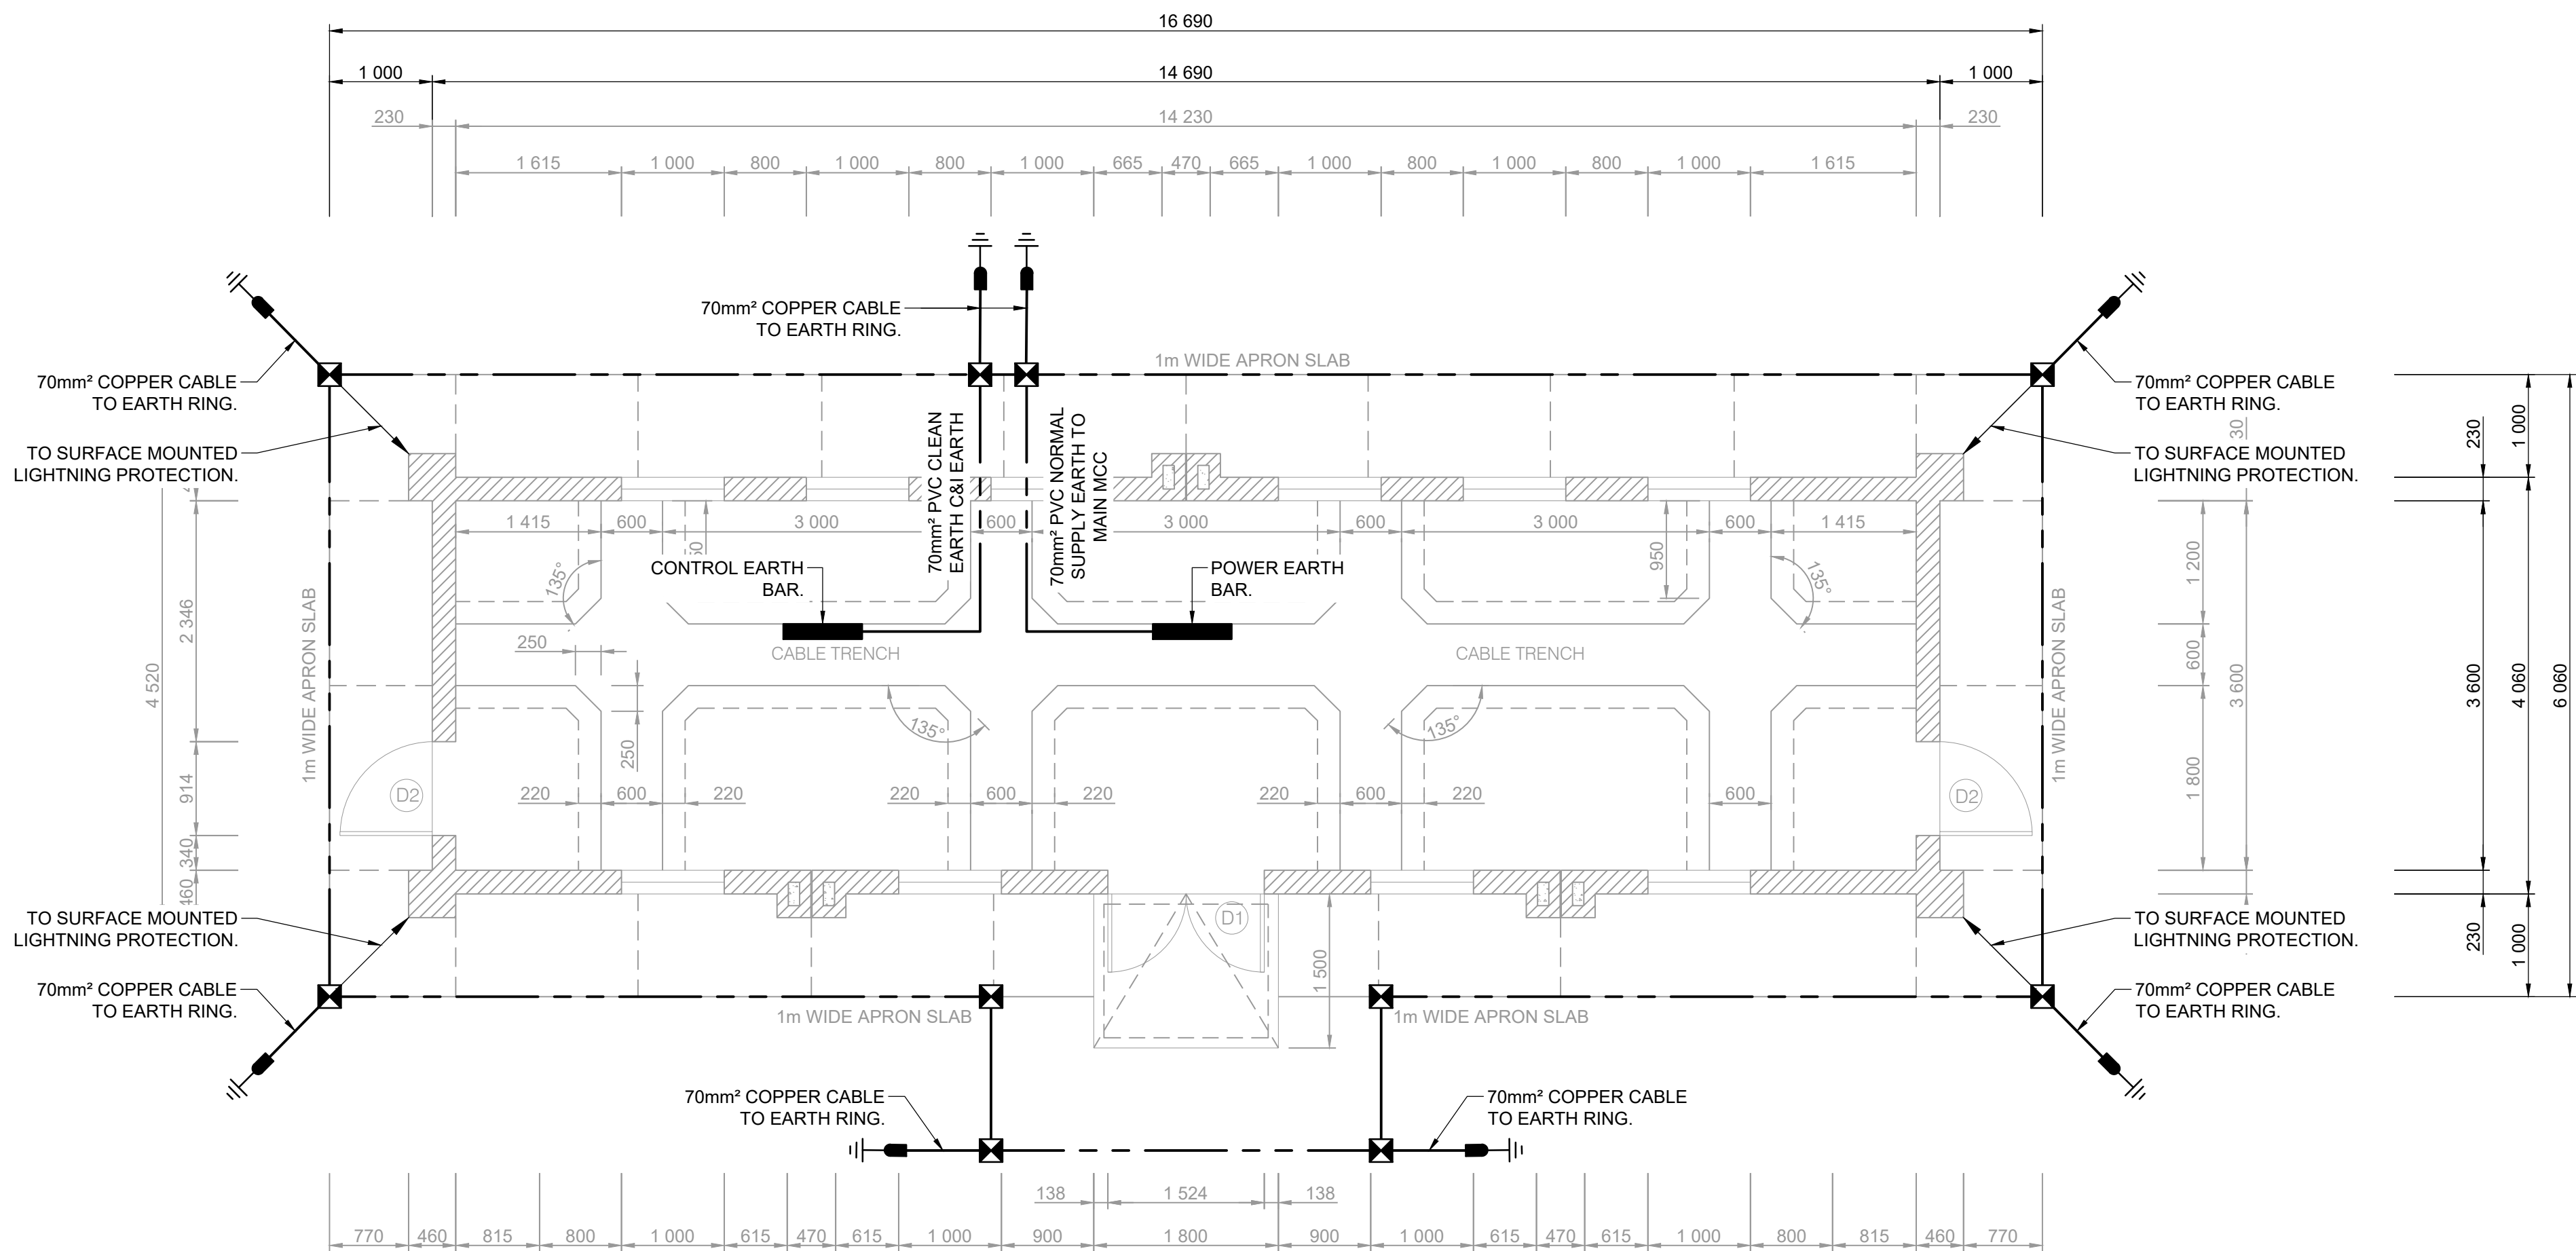 16 690
1 000
14 690
1 000
230
14 230
230
1 615
1 000
800
1 000
800
1 000
665
470
665
1 000
800
1 000
800
1 000
1 615
70mm² COPPER CABLE
TO EARTH RING.
1m WIDE APRON SLAB
70mm² COPPER CABLE
TO EARTH RING.
70mm² COPPER CABLE
TO EARTH RING.
TO SURFACE MOUNTED
LIGHTNING PROTECTION.
TO SURFACE MOUNTED
LIGHTNING PROTECTION.
70mm² PVC CLEAN
EARTH C&I EARTH
70mm² PVC NORMAL
SUPPLY EARTH TO
MAIN MCC
1 415
600
3 000
600
3 000
600
3 000
600
1 415
950
135°
135°
CONTROL EARTH
BAR.
POWER EARTH
BAR.
CABLE TRENCH
CABLE TRENCH
250
250
135°
135°
4 520
2 346
914
340
460
1m WIDE APRON SLAB
1m WIDE APRON SLAB
30
1 200
600
1 800
3 600
230
3 600
230
1 000
4 060
1 000
6 060
D2
D2
220
600
220
220
600
220
220
600
220
600
D1
1 500
TO SURFACE MOUNTED
LIGHTNING PROTECTION.
TO SURFACE MOUNTED
LIGHTNING PROTECTION.
70mm² COPPER CABLE
TO EARTH RING.
70mm² COPPER CABLE
TO EARTH RING.
1m WIDE APRON SLAB
1m WIDE APRON SLAB
70mm² COPPER CABLE
TO EARTH RING.
70mm² COPPER CABLE
TO EARTH RING.
138
1 524
138
770
460
815
800
1 000
615
470
615
1 000
900
1 800
900
1 000
615
470
615
1 000
800
815
460
770